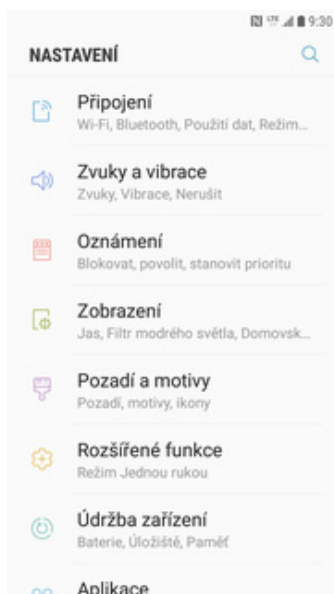 9:30
NASTAVENÍ
Připojení
Wi-Fi, Bluetooth, Použití dat, Režim...
Zvuky a vibrace
Zvuky, Vibrace, Nerušit
Oznámení
Blokovat, povolit, stanovit prioritu
Zobrazení
Jas, Filtr modrého světla, Domovsk...
Pozadí a motivy
Pozadí, motivy, ikony
Rozšířené funkce
Režim Jednou rukou
Údržba zařízení
Baterie, Úložiště, Paměť
Aplikace